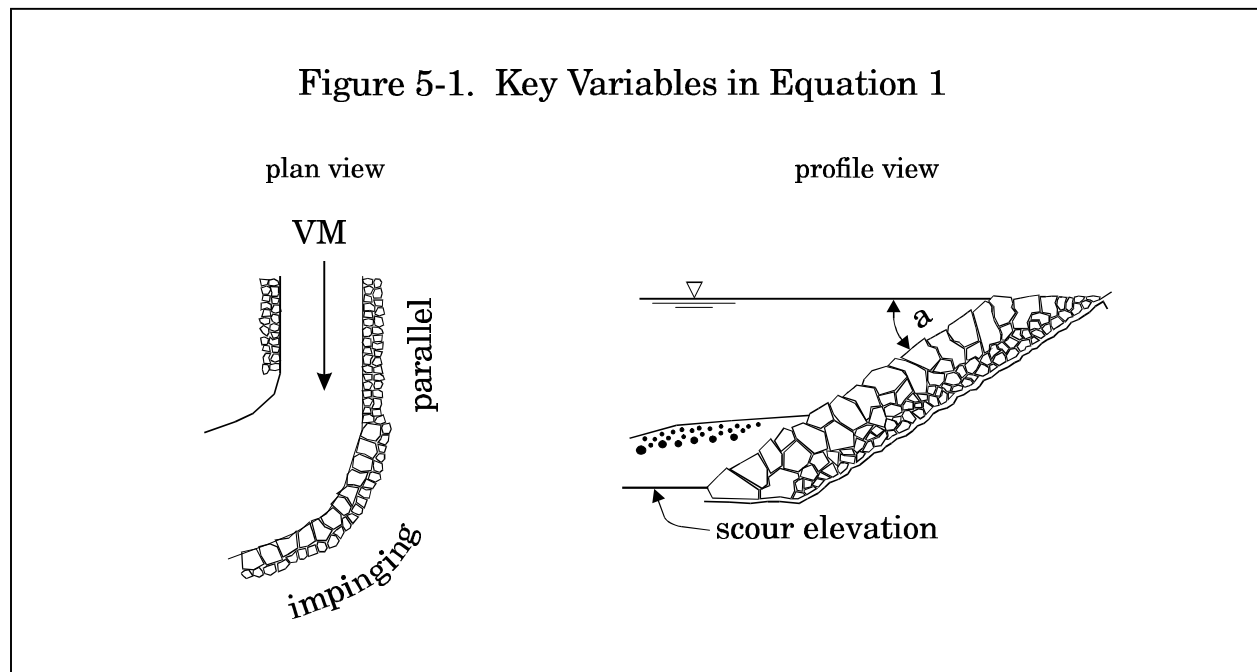 Figure 5-1. Key Variables in Equation 1
plan view
profile view
VM
parallel
impinging
a
scour elevation